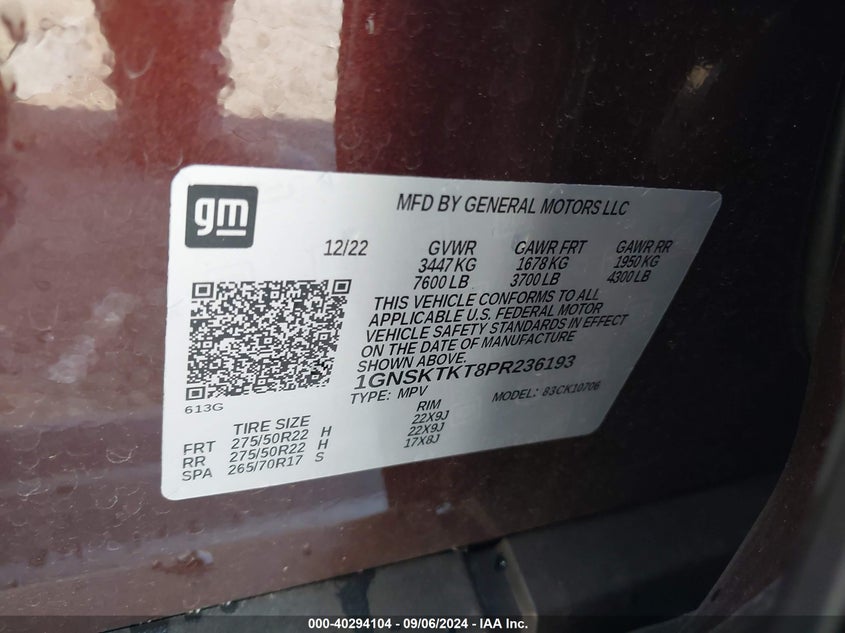 gm
MFD BY GENERAL MOTORS LLC
12/22 GVWR GAWR FRT GAWR RR
3447 KG 1678 KG 1950 KG
7600 LB 3700 LB 4300 LB
THIS VEHICLE CONFORMS TO ALL
APPLICABLE U.S. FEDERAL MOTOR
VEHICLE SAFETY STANDARDS IN EFFECT
ON THE DATE OF MANUFACTURE
SHOWN ABOVE.
1GNSKTKT8PR236193
TYPE: MPV MODEL: 83CK10706
613G
TIRE SIZE RIM
FRT 275/50R22 H 22X9J
RR 275/50R22 H 22X9J
SPA 265/70R17 S 17X8J
000-40294104 - 09/06/2024 - IAA Inc.